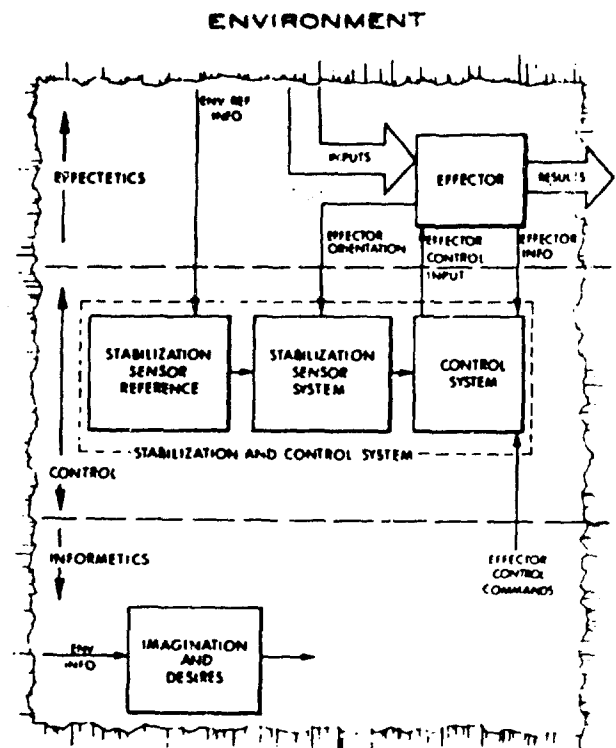 ENVIRONMENT
ENV REF
INFO
INPUTS
EFFECTETICS
EFFECTOR
RESULTS
EFFECTOR
ORIENTATION
EFFECTOR
CONTROL
INPUT
EFFECTOR
INFO
STABILIZATION
SENSOR
REFERENCE
STABILIZATION
SENSOR
SYSTEM
CONTROL
SYSTEM
STABILIZATION AND CONTROL SYSTEM
CONTROL
INFORMETICS
EFFECTOR
CONTROL
COMMANDS
ENV
INFO
IMAGINATION
AND
DESIRES